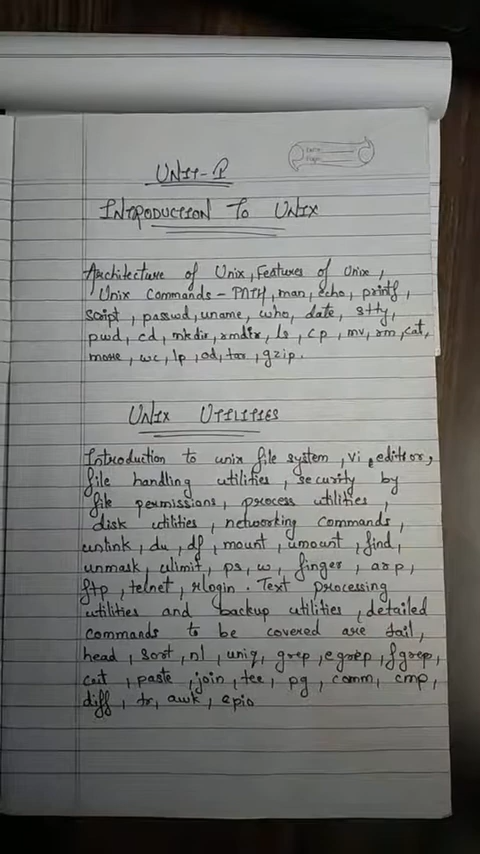 UNIT-I
INTRODUCTION TO UNIX
Architecture of Unix, Features of Unix,
Unix Commands - PATH, man, echo, printf,
script, passwd, uname, who, date, stty,
pwd, cd, mkdir, rmdir, ls, cp, mv, rm, cat,
more, wc, lp, od, tar, gzip.
UNIX UTILITIES
Introduction to unix file system, vi editor,
file handling utilities, security by
file permissions, process utilities,
disk utilities, networking commands,
unlink, du, df, mount, umount, find,
unmask, ulimit, ps, w, finger, arp,
ftp, telnet, rlogin. Text processing
utilities and backup utilities, detailed
commands to be covered are tail,
head, sort, nl, uniq, grep, egrep, fgrep,
cut, paste, join, tee, pg, comm, cmp,
diff, tr, awk, cpio